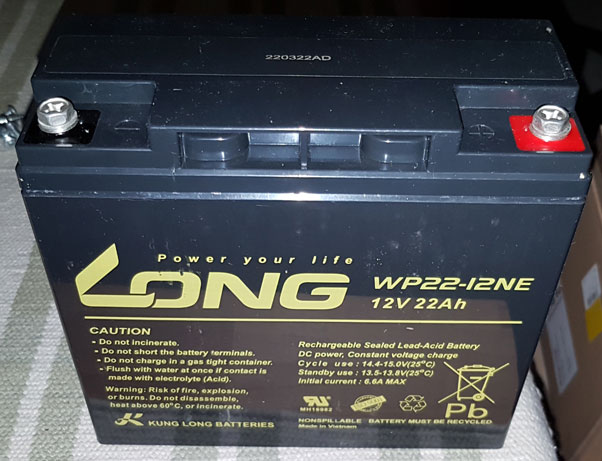 220322AD
Power your life
LONG
WP22-12NE
12V 22Ah
CAUTION
- Do not incinerate.
- Do not short the battery terminals.
- Do not charge in a gas tight container.
- Flush with water at once if contact is
made with electrolyte (Acid).
Warning: Risk of fire, explosion,
or burns. Do not disassemble,
heat above 60°C, or incinerate.
KUNG LONG BATTERIES
Rechargeable Sealed Lead-Acid Battery
DC power, Constant voltage charge
Cycle use : 14.4-15.0V(25°C)
Standby use : 13.5-13.8V(25°C)
Initial current : 6.6A MAX
MH16982
Pb
NONSPILLABLE BATTERY MUST BE RECYCLED
Made in Vietnam